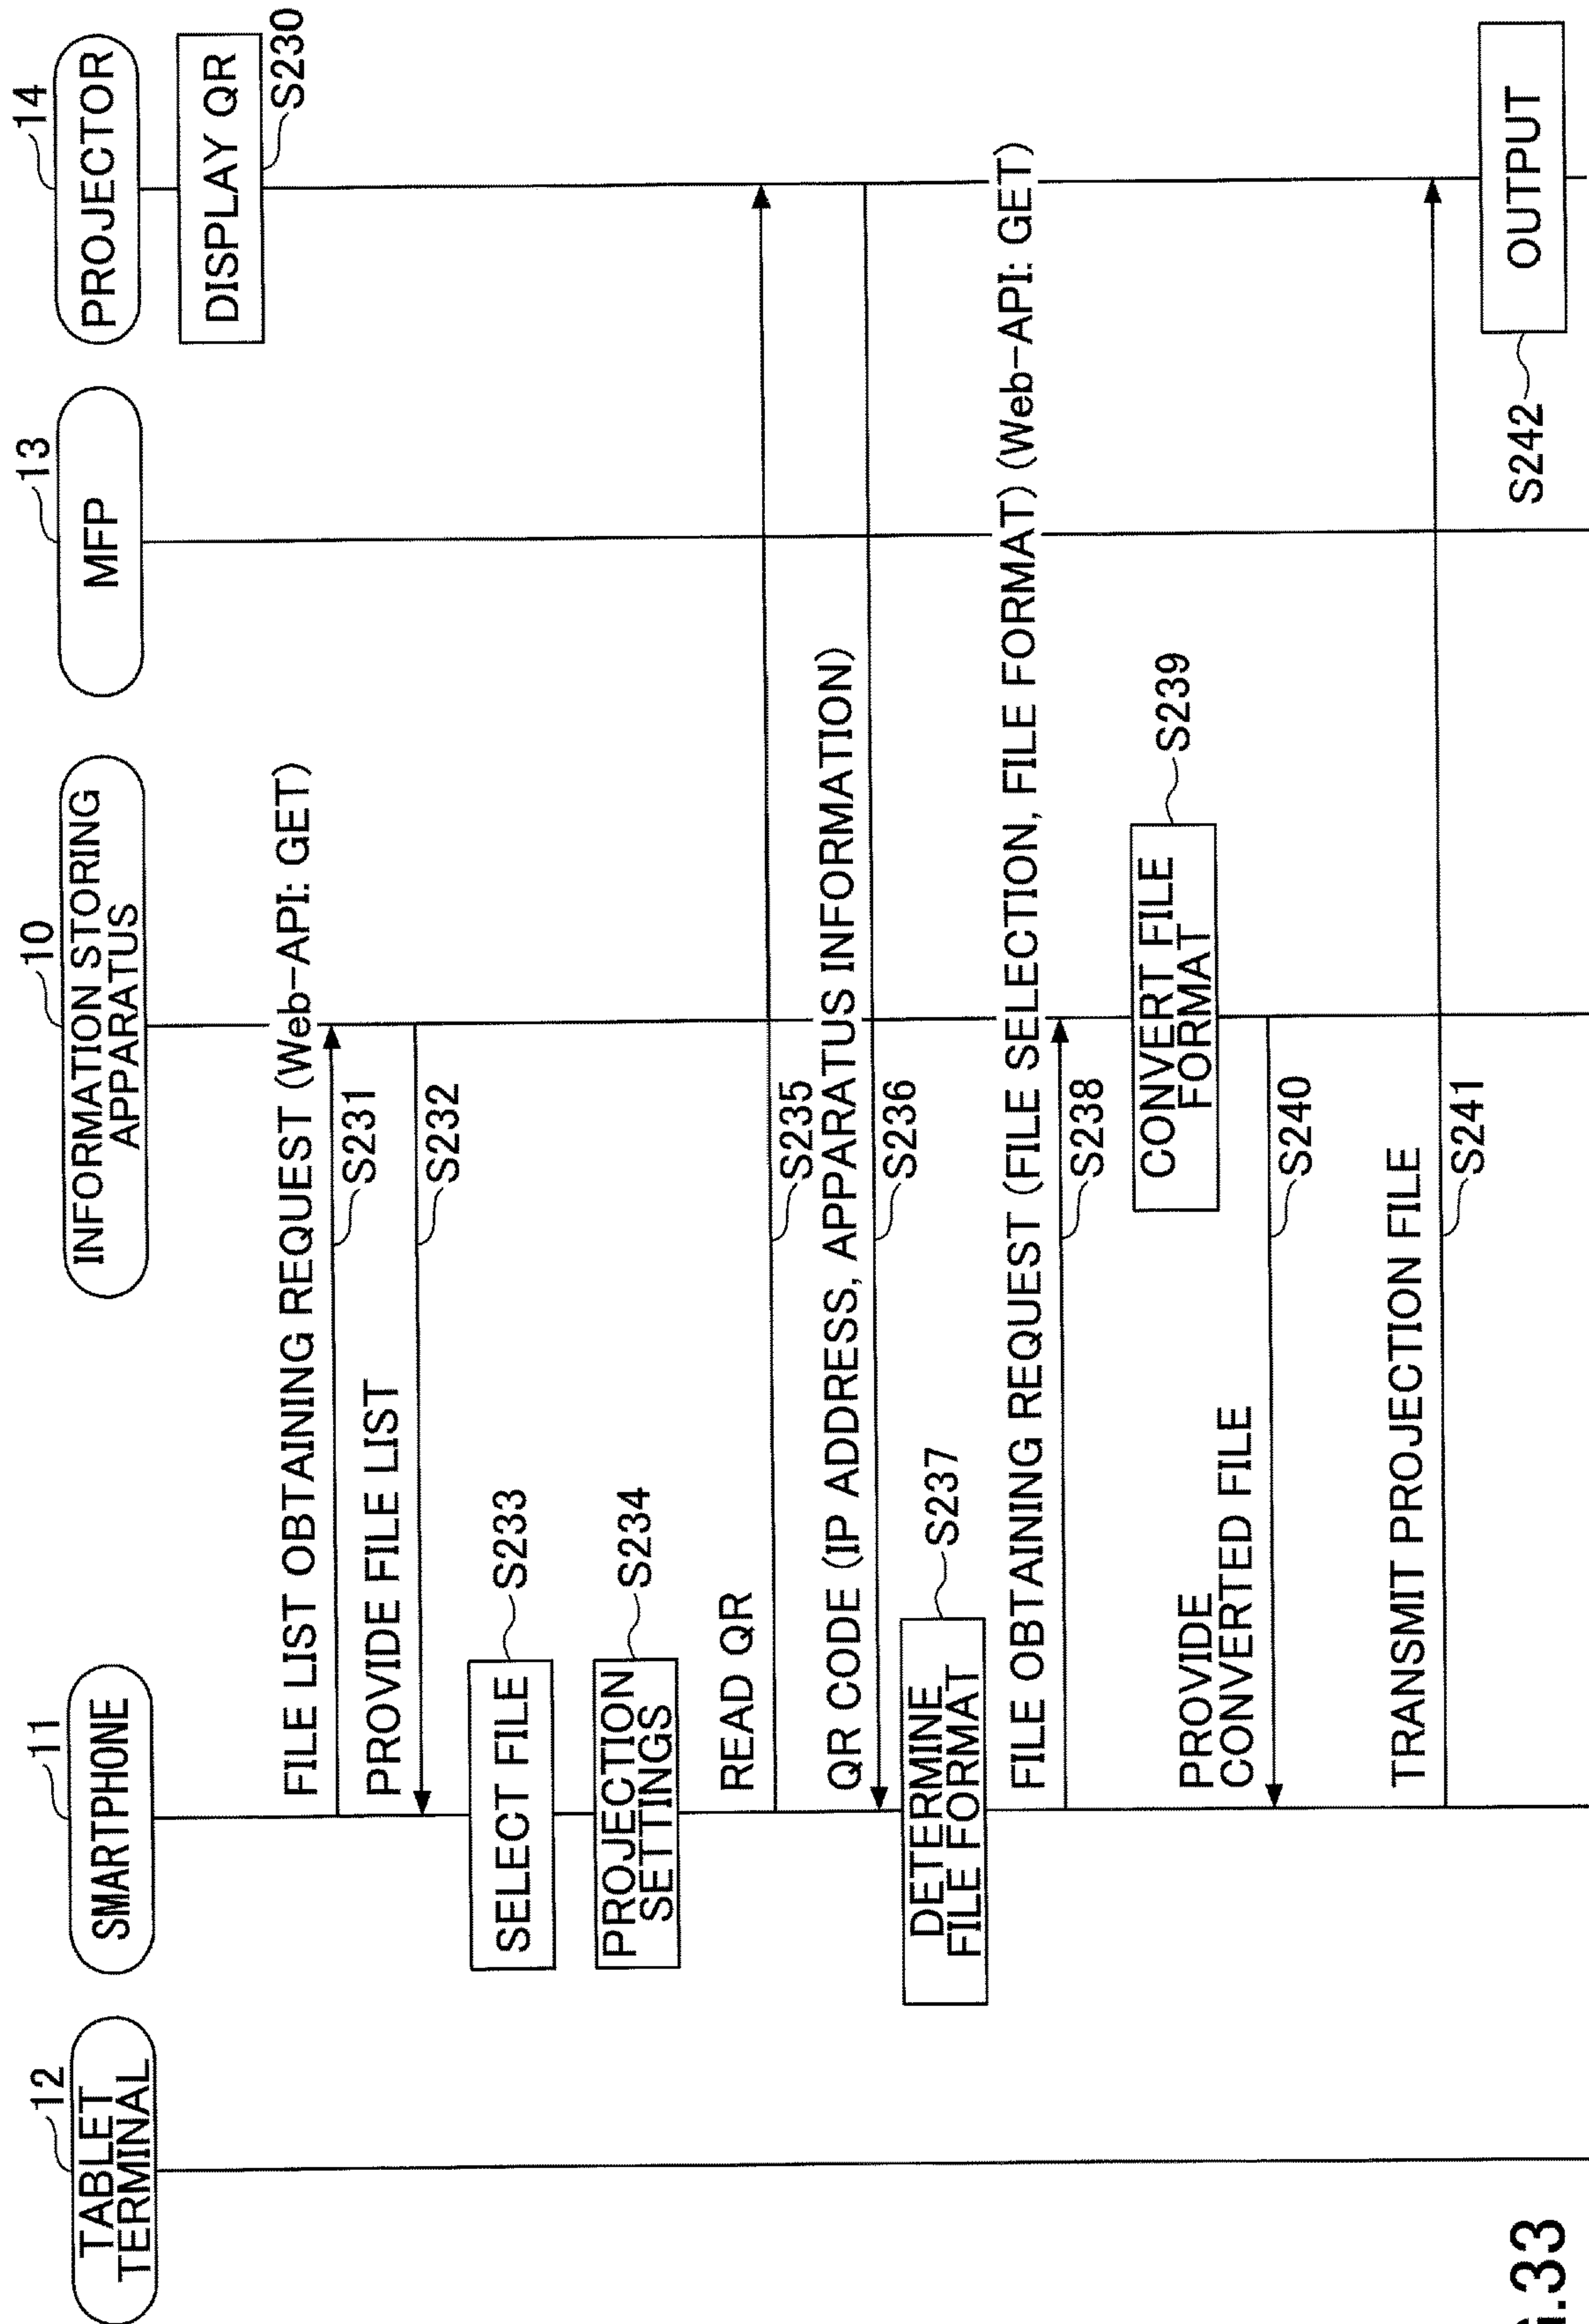 12
TABLET
TERMINAL
11
SMARTPHONE
10
INFORMATION STORING
APPARATUS
13
MFP
14
PROJECTOR
DISPLAY QR
S230
FILE LIST OBTAINING REQUEST (Web-API: GET)
S231
PROVIDE FILE LIST
S232
SELECT FILE
S233
PROJECTION
SETTINGS
S234
READ QR
S235
QR CODE (IP ADDRESS, APPARATUS INFORMATION)
S236
DETERMINE
FILE FORMAT
S237
FILE OBTAINING REQUEST (FILE SELECTION, FILE FORMAT) (Web-API: GET)
S238
CONVERT FILE
FORMAT
S239
PROVIDE
CONVERTED FILE
S240
TRANSMIT PROJECTION FILE
S241
OUTPUT
S242
.33